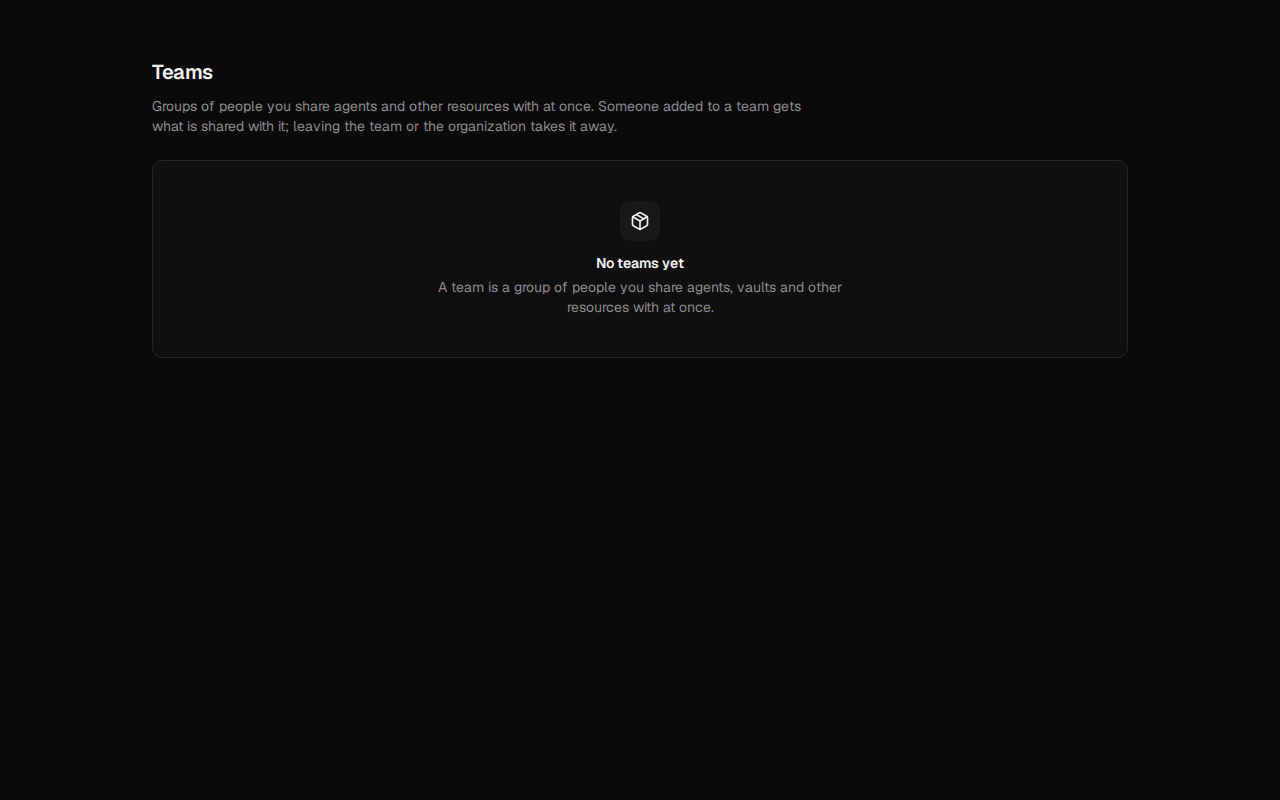 Teams
Groups of people you share agents and other resources with at once. Someone added to a team gets
what is shared with it; leaving the team or the organization takes it away.
No teams yet
A team is a group of people you share agents, vaults and other
resources with at once.